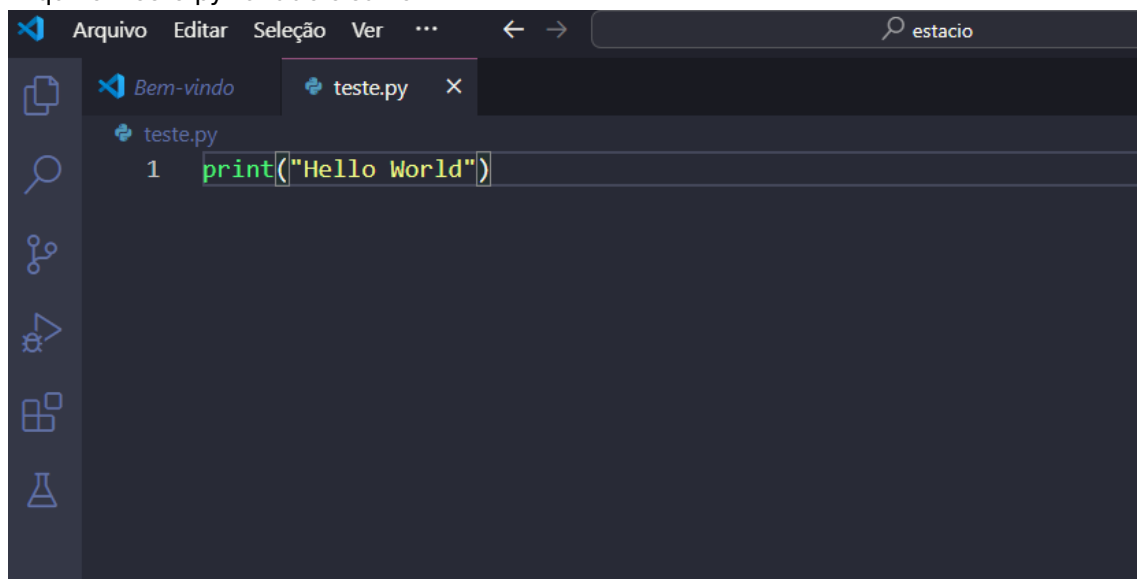 Arquivo Editar Seleção Ver ··· ← → estacio
Bem-vindo teste.py ×
teste.py
1 print("Hello World")